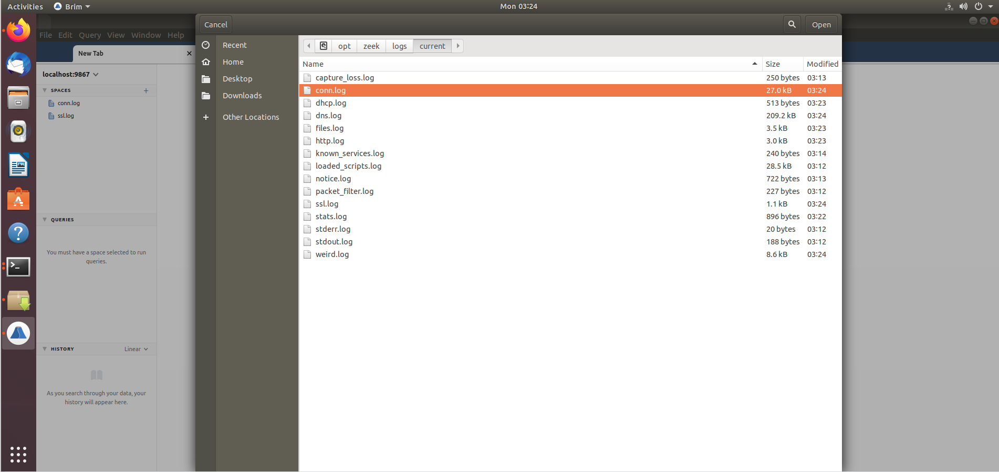 Activities Brim Mon 03:24
Cancel Open
File Edit Query View Window Help
New Tab
localhost:9867
SPACES +
conn.log
ssl.log
QUERIES
You must have a space selected to run
queries.
HISTORY Linear
As you search through your data, your
history will appear here.
Recent
Home
Desktop
Downloads
+ Other Locations
opt zeek logs current
Name Size Modified
capture_loss.log 250 bytes 03:13
conn.log 27.0 kB 03:24
dhcp.log 513 bytes 03:23
dns.log 209.2 kB 03:24
files.log 3.5 kB 03:23
http.log 3.0 kB 03:23
known_services.log 240 bytes 03:14
loaded_scripts.log 28.5 kB 03:12
notice.log 722 bytes 03:13
packet_filter.log 227 bytes 03:12
ssl.log 1.1 kB 03:24
stats.log 896 bytes 03:22
stderr.log 20 bytes 03:12
stdout.log 188 bytes 03:12
weird.log 8.6 kB 03:24